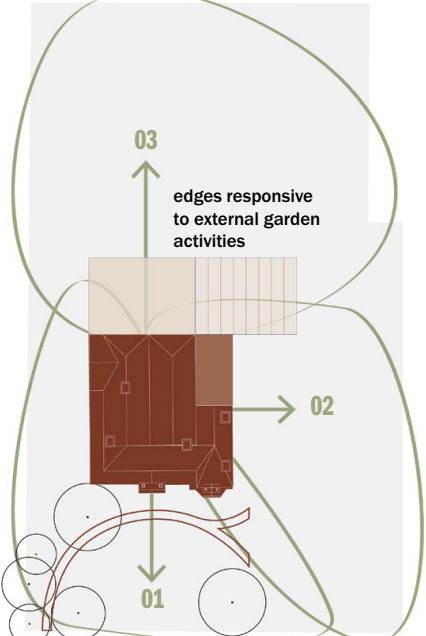 03
edges responsive
to external garden
activities
02
01